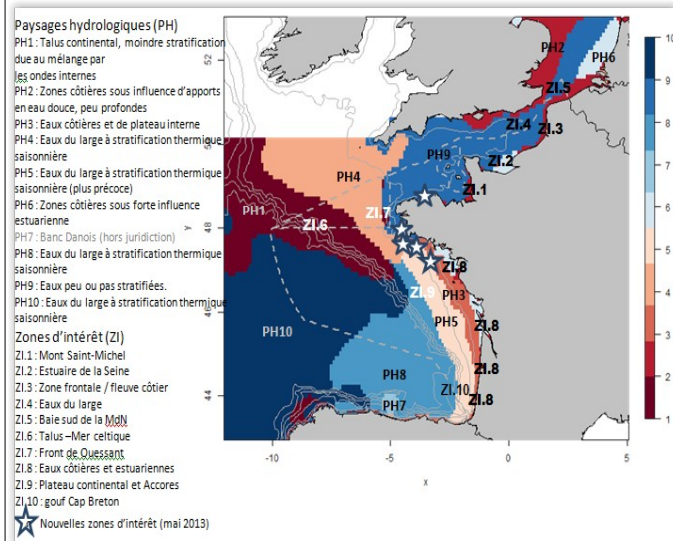 Paysages hydrologiques (PH)
PH1 : Talus continental, moindre stratification
due au mélange par
les ondes internes
PH2 : Zones côtières sous influence d'apports
en eau douce, peu profondes
PH3 : Eaux côtières et de plateau interne
PH4 : Eaux du large à stratification thermique
saisonnière
PH5 : Eaux du large à stratification thermique
saisonnière (plus précoce)
PH6 : Zones côtières sous forte influence
estuarienne
PH7 : Banc Danois (hors juridiction)
PH8 : Eaux du large à stratification thermique
saisonnière
PH9 : Eaux peu ou pas stratifiées.
PH10 : Eaux du large à stratification thermique
saisonnière
Zones d'intérêt (ZI)
ZI.1 : Mont Saint-Michel
ZI.2 : Estuaire de la Seine
ZI.3 : Zone frontale / fleuve côtier
ZI.4 : Eaux du large
ZI.5 : Baie sud de la MdN
ZI.6 : Talus –Mer celtique
ZI.7 : Front de Ouessant
ZI.8 : Eaux côtières et estuariennes
ZI.9 : Plateau continental et Accores
ZI.10 : gouf Cap Breton
Nouvelles zones d'intérêt (mai 2013)
PH2
PH6
ZI.5
ZI.4
ZI.3
PH9
ZI.2
PH4
ZI.1
PH1
ZI.7
ZI.6
ZI.8
ZI.9
PH3
PH5
ZI.8
PH10
PH8
ZI.8
ZI.10
PH7
ZI.8
52
48
46
44
y
-10
-5
0
5
x
10
9
8
7
6
5
4
3
2
1